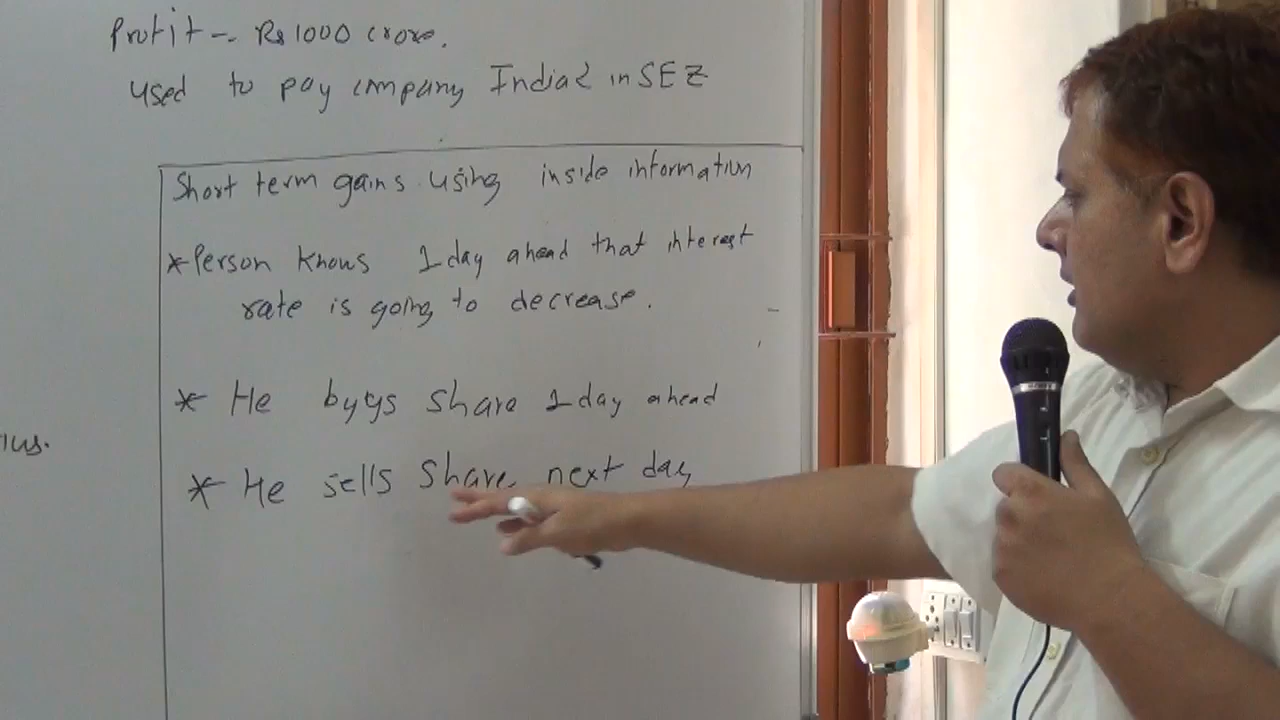 Profit -. Rs 1000 crore.
used to pay company India2 in SEZ
Short term gains using inside information
*Person knows 1 day ahead that interest
rate is going to decrease.
* He buys share 1 day ahead
* He sells share next day